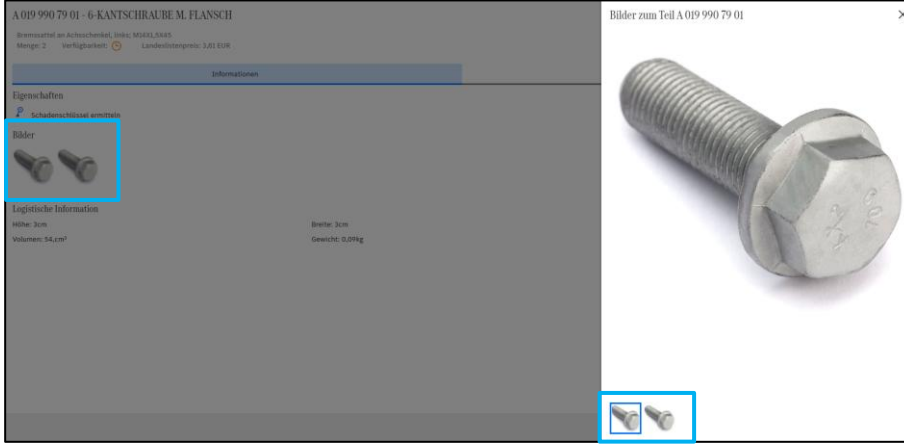 A 019 990 79 01 - 6-KANTSCHRAUBE M. FLANSCH
Bremssattel an Achsschenkel, links; M14X1,5X45
Menge: 2 Verfügbarkeit: Landeslistenpreis: 2,81 EUR
Informationen
Eigenschaften
Schadenschlüssel ermitteln
Bilder
Logistische Information
Höhe: 3cm
Breite: 3cm
Volumen: 54,cm³
Gewicht: 0,09kg
Bilder zum Teil A 019 990 79 01